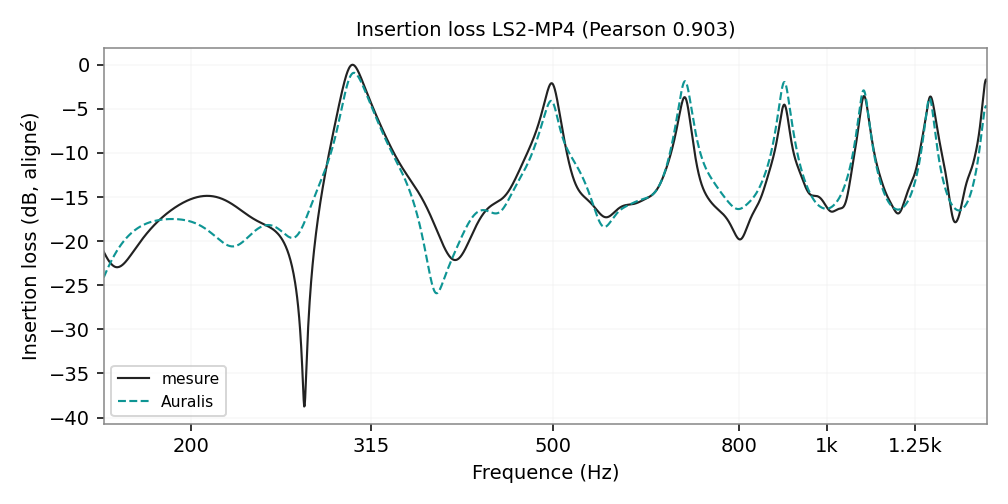 Insertion loss LS2-MP4 (Pearson 0.903)
Insertion loss (dB, aligné)
0
−5
−10
−15
−20
−25
−30
−35
−40
mesure
Auralis
200
315
500
800
1k
1.25k
Frequence (Hz)